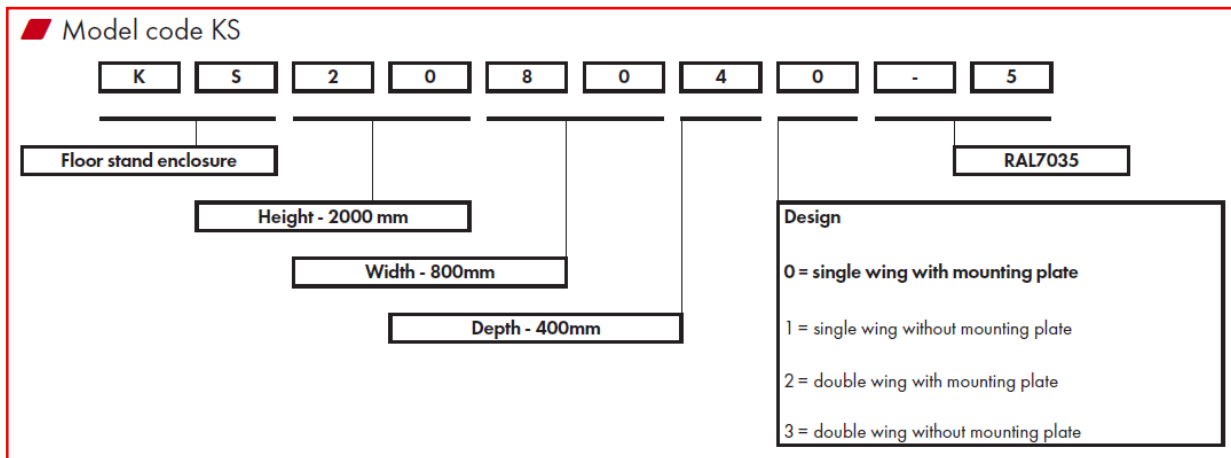 Model code KS
K S 2 0 8 0 4 0 - 5
Floor stand enclosure
RAL7035
Height - 2000 mm
Width - 800mm
Depth - 400mm
Design
0 = single wing with mounting plate
1 = single wing without mounting plate
2 = double wing with mounting plate
3 = double wing without mounting plate